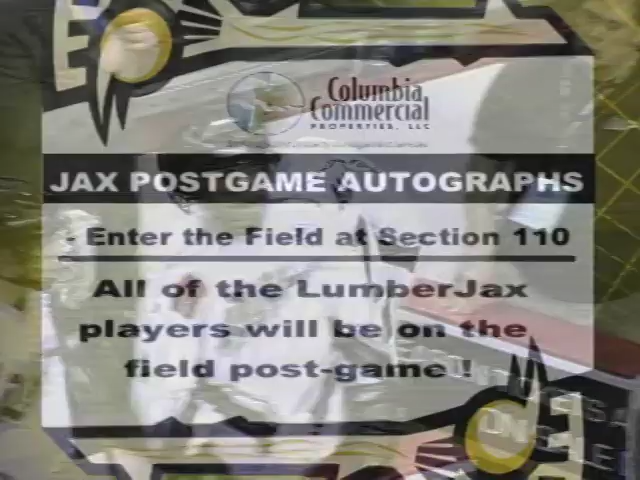 Columbia
Commercial
PROPERTIES, LLC
JAX POSTGAME AUTOGRAPHS
- Enter the Field at Section 110
All of the LumberJax
players will be on the
field post-game !